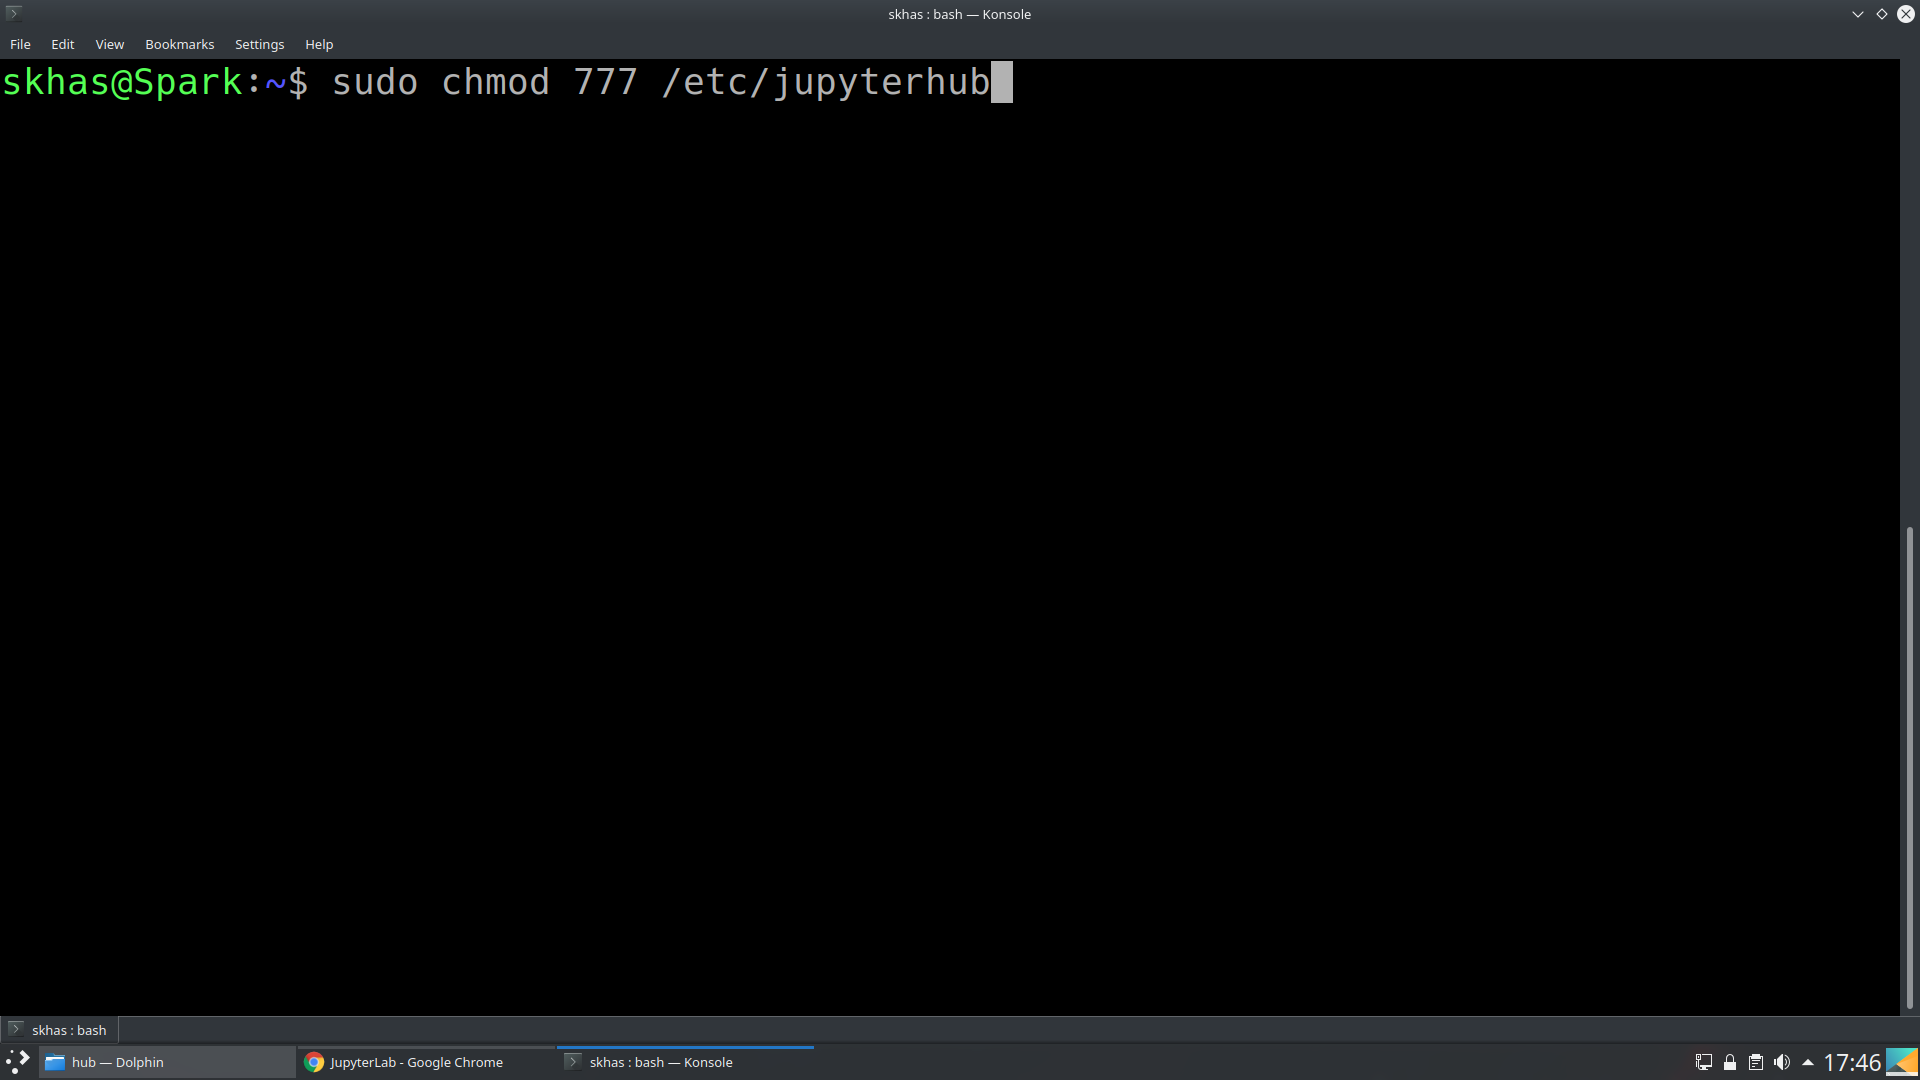 skhas : bash — Konsole
File Edit View Bookmarks Settings Help
skhas@Spark:~$ sudo chmod 777 /etc/jupyterhub
skhas : bash
hub — Dolphin JupyterLab - Google Chrome skhas : bash — Konsole 17:46